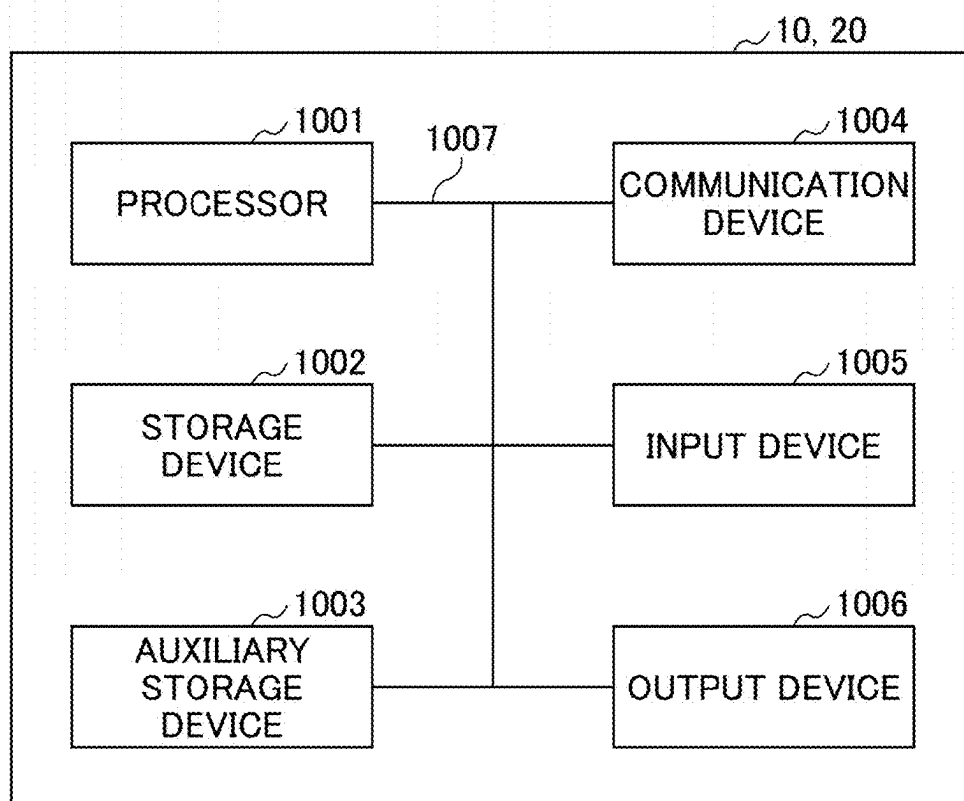 10, 20
1001
PROCESSOR
1007
1004
COMMUNICATION
DEVICE
1002
STORAGE
DEVICE
1005
INPUT DEVICE
1003
AUXILIARY
STORAGE
DEVICE
1006
OUTPUT DEVICE